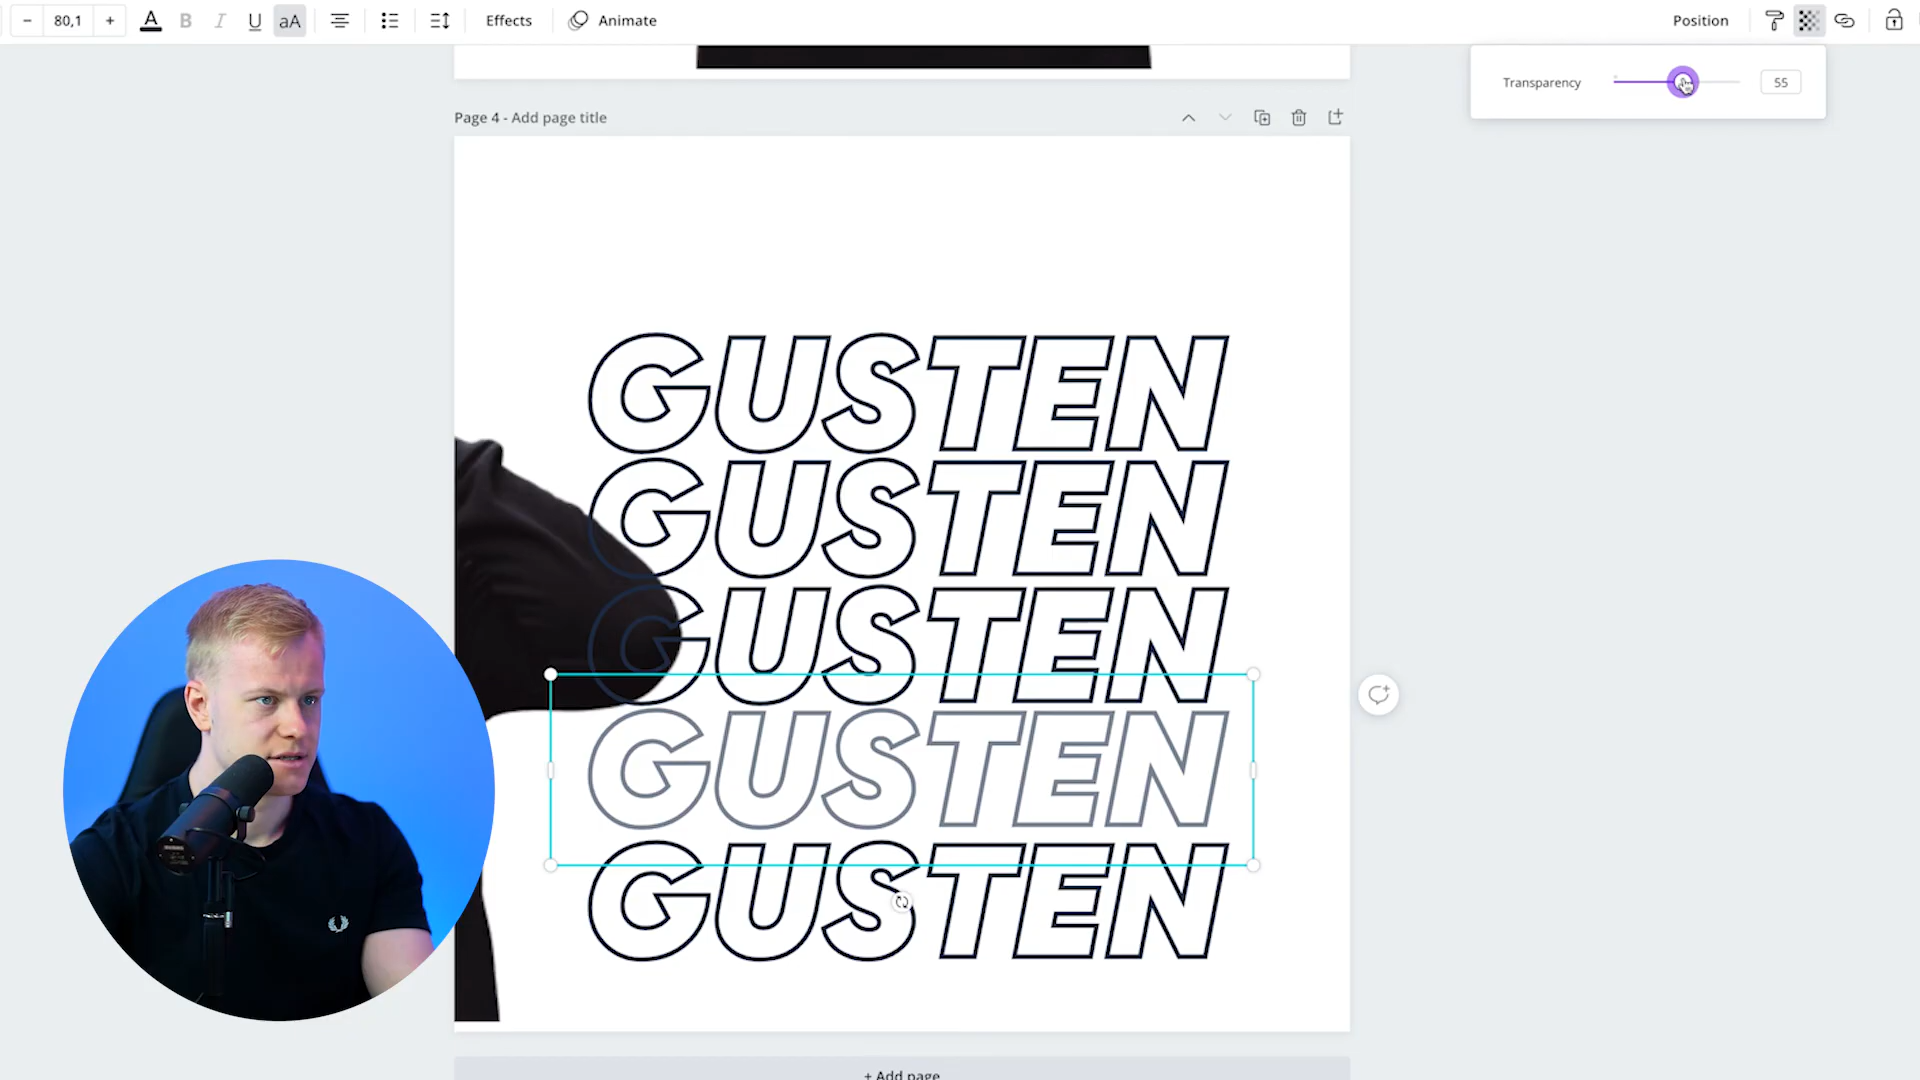 80,1 A B I U aA Effects Animate Position
Transparency 55
Page 4 - Add page title
GUSTEN
GUSTEN
GUSTEN
GUSTEN
GUSTEN
+ Add page